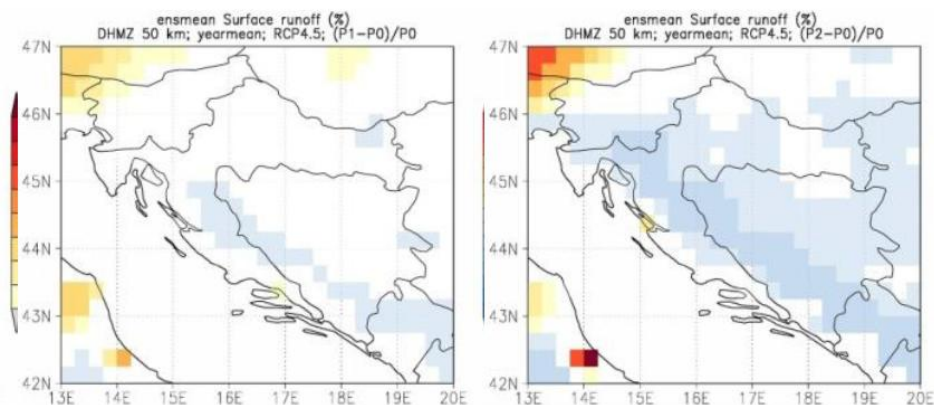 ensmean Surface runoff (%)
DHMZ 50 km; yearmean; RCP4.5; (P1-P0)/P0
47N
46N
45N
44N
43N
42N
13E 14E 15E 16E 17E 18E 19E 20E
ensmean Surface runoff (%)
DHMZ 50 km; yearmean; RCP4.5; (P2-P0)/P0
47N
46N
45N
44N
43N
42N
13E 14E 15E 16E 17E 18E 19E 20E